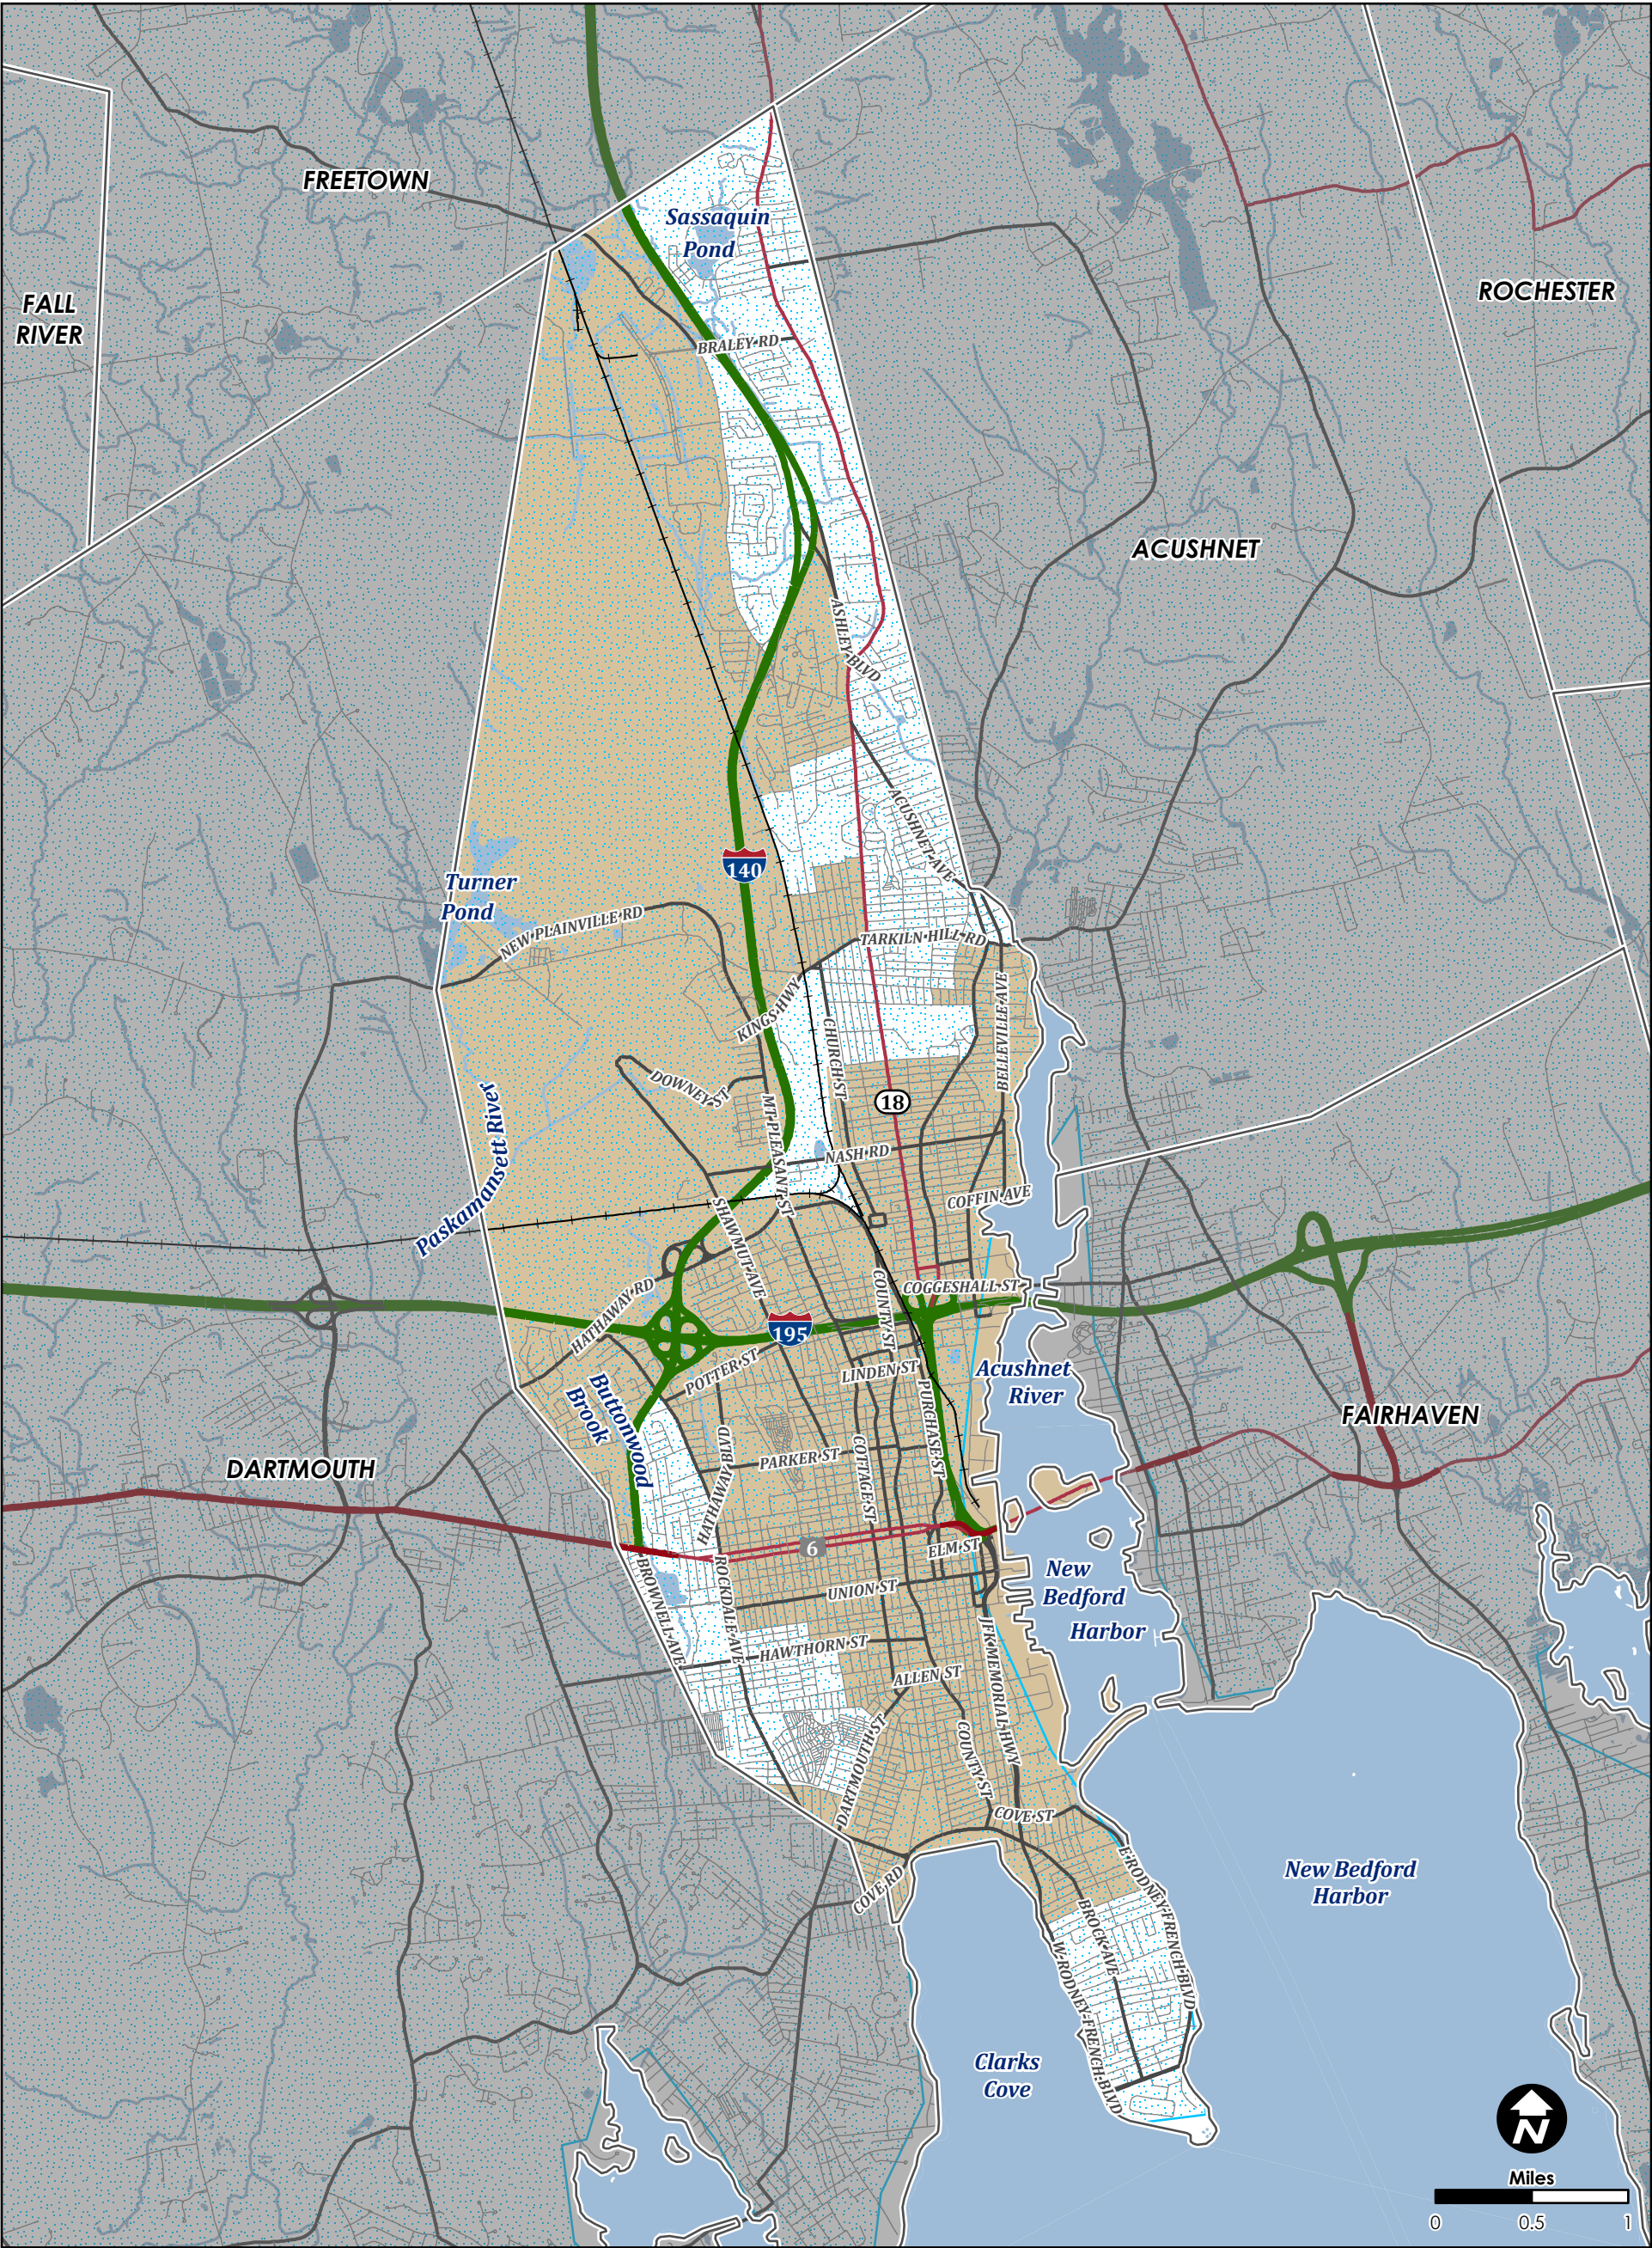 FREETOWN
Sassaquin
Pond
FALL
RIVER
ROCHESTER
BRALEY RD
ACUSHNET
ASHLEY BLVD
ACUSHNET AVE
140
Turner
Pond
NEW PLAINVILLE RD
TARKILN HILL RD
KINGS HWY
BELLEVILLE AVE
CHURCH ST
DOWNEY ST
18
MT PLEASANT ST
Paskamansett River
NASH RD
COFFIN AVE
SHAWMUT AVE
HATHAWAY RD
COUNTY ST
COGGESHALL ST
195
POTTER ST
LINDEN ST
Acushnet
River
PURCHASE ST
Buttonwood
Brook
FAIRHAVEN
HATHAWAY BLVD
COTTAGE ST
PARKER ST
DARTMOUTH
6
ELM ST
New
Bedford
Harbor
BROWNELL AVE
ROCKDALE AVE
UNION ST
JFK MEMORIAL HWY
HAWTHORN ST
ALLEN ST
DARTMOUTH ST
COUNTY ST
COVE ST
COVE RD
E RODNEY FRENCH BLVD
New Bedford
Harbor
BROCK AVE
W RODNEY FRENCH BLVD
Clarks
Cove
N
Miles
0 0.5 1